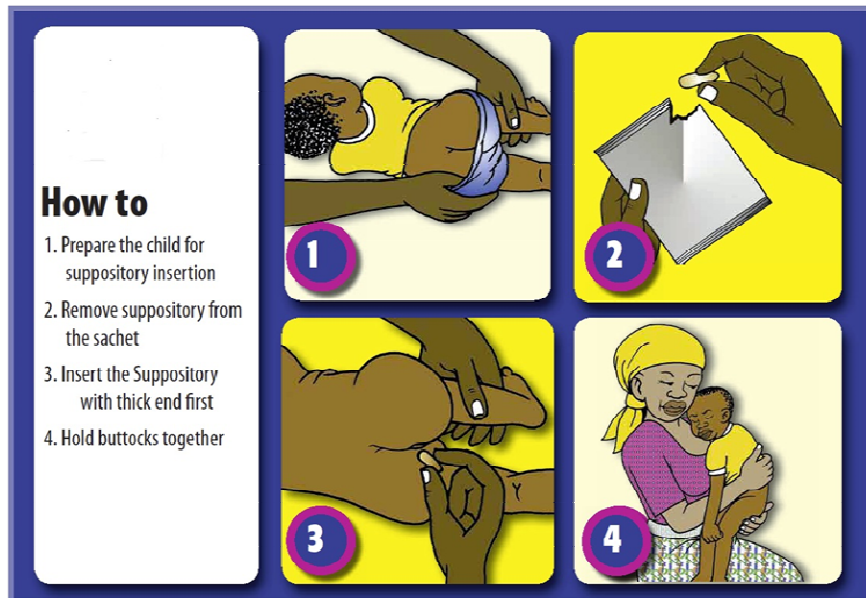 How to
1. Prepare the child for
suppository insertion
2. Remove suppository from
the sachet
3. Insert the Suppository
with thick end first
4. Hold buttocks together
1
2
3
4